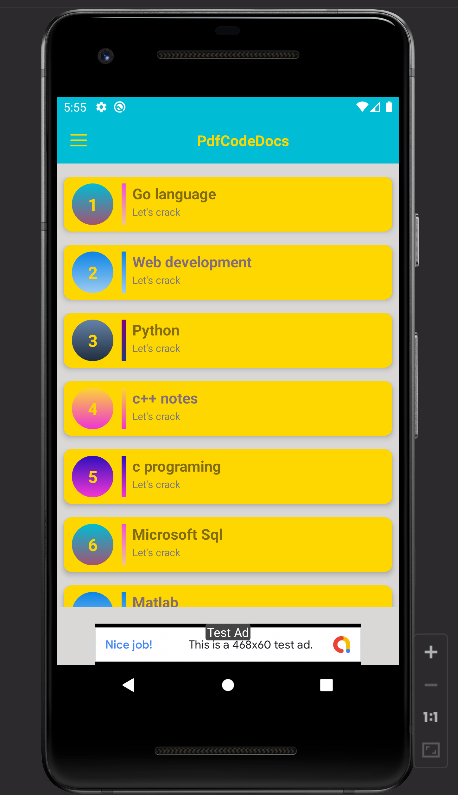 5:55
PdfCodeDocs
1
Go language
Let's crack
2
Web development
Let's crack
3
Python
Let's crack
4
c++ notes
Let's crack
5
c programing
Let's crack
6
Microsoft Sql
Let's crack
Matlab
Test Ad
Nice job!
This is a 468x60 test ad.
1:1